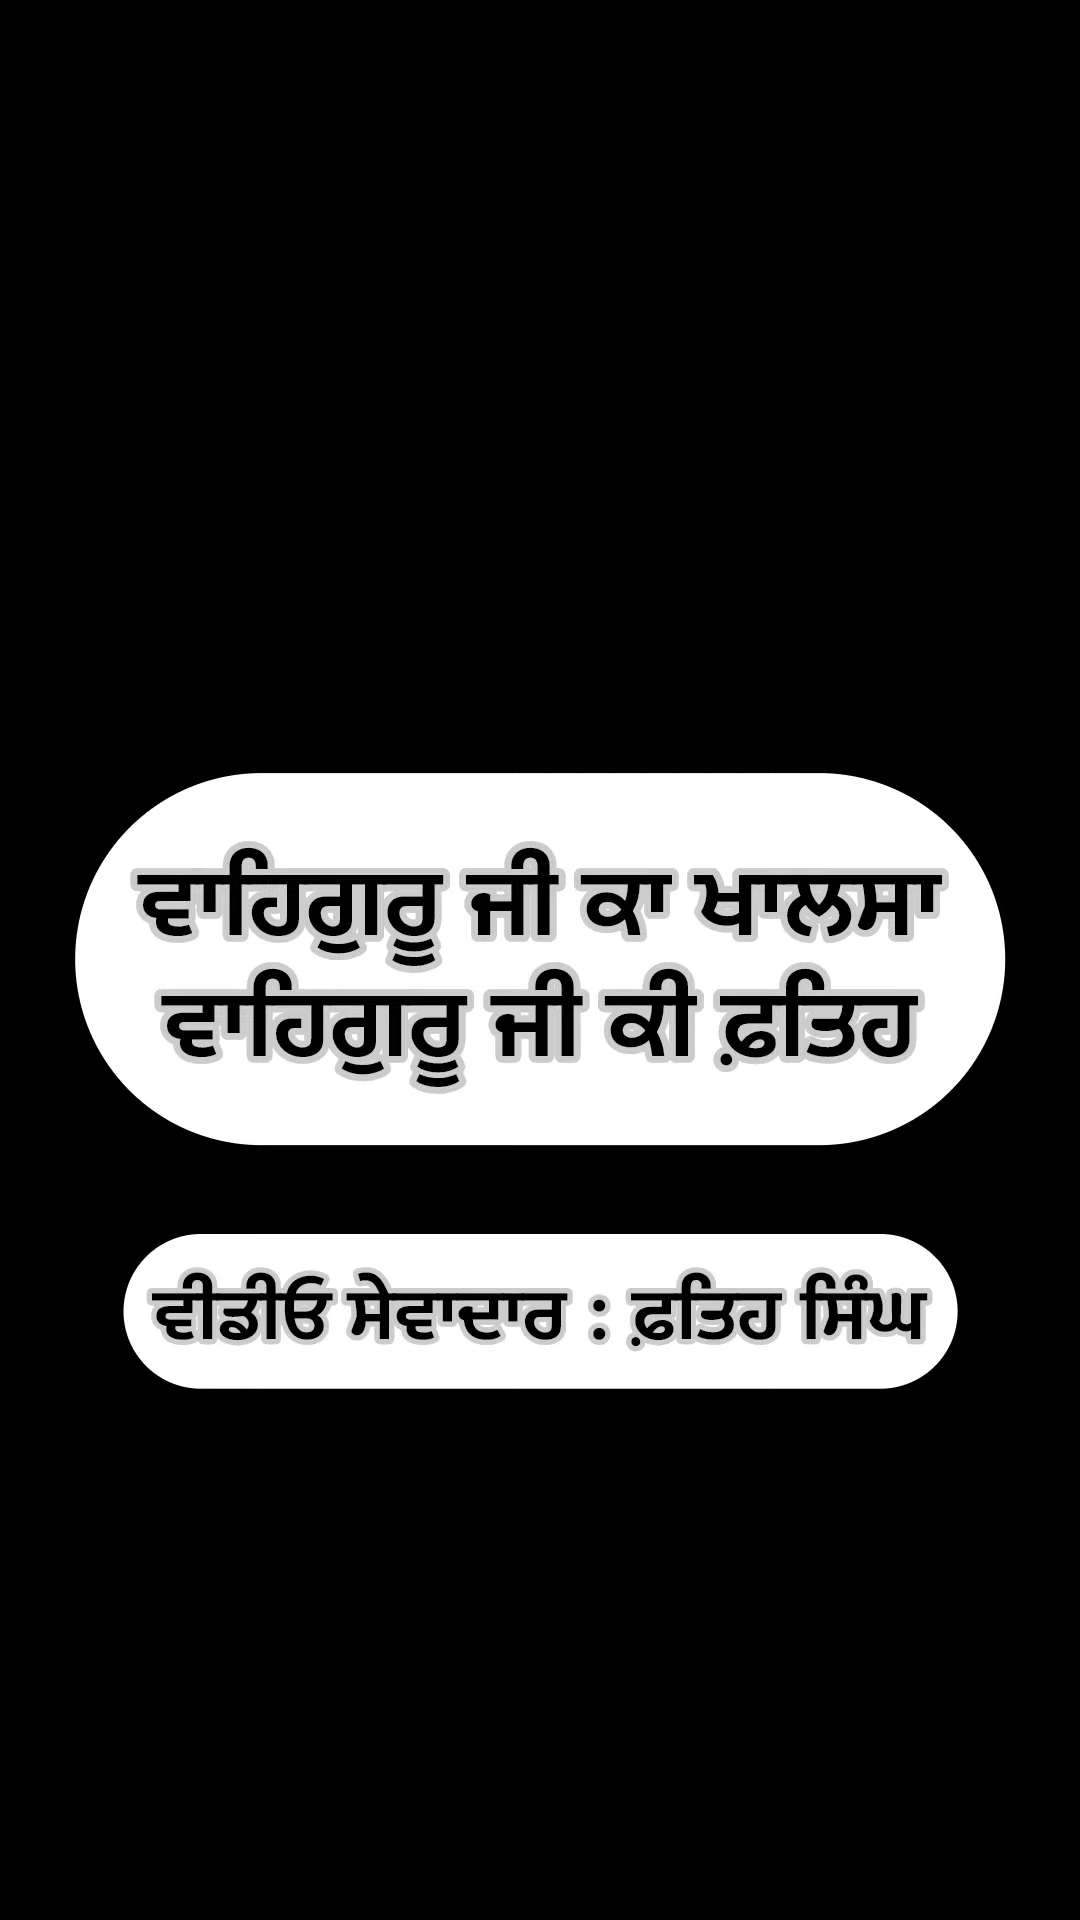 ਵਾਹਿਗੁਰੂ ਜੀ ਕਾ ਖਾਲਸਾ
ਵਾਹਿਗੁਰੂ ਜੀ ਕੀ ਫ਼ਤਿਹ
ਵੀਡੀਓ ਸੇਵਾਦਾਰ : ਫ਼ਤਿਹ ਸਿੰਘ